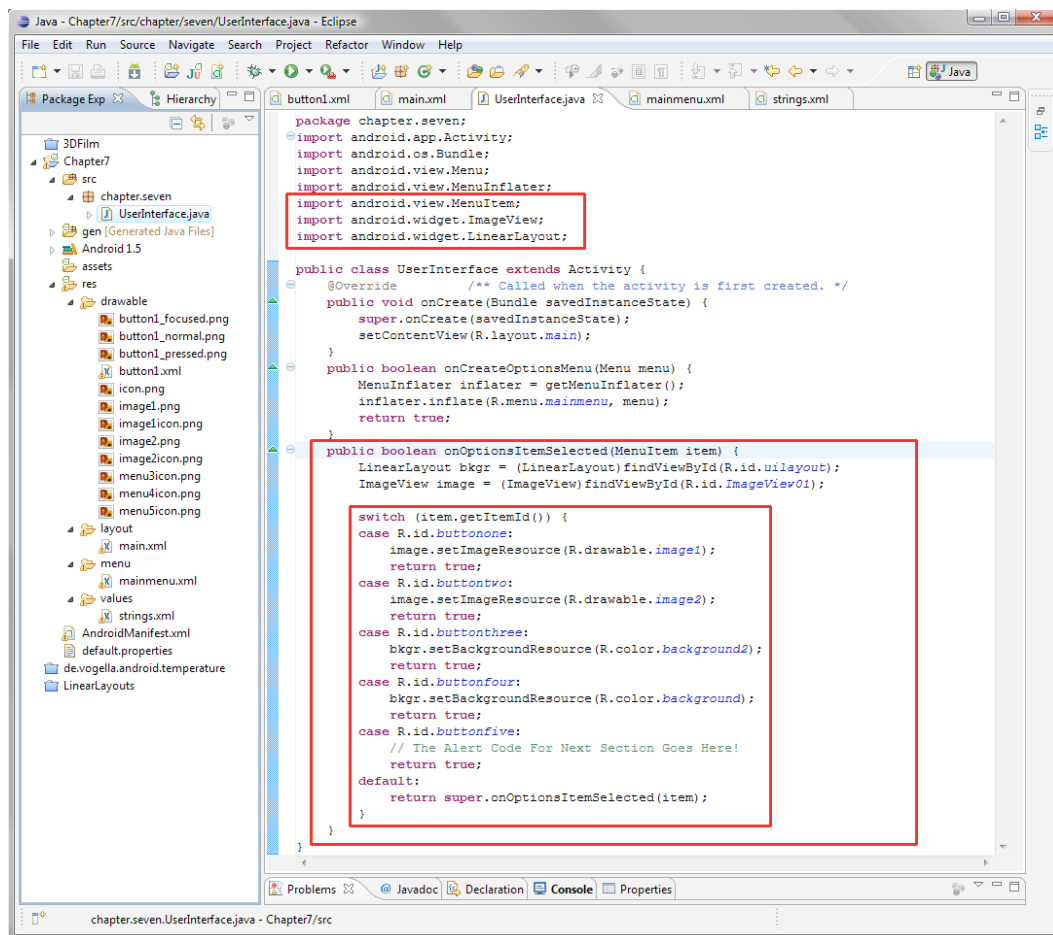 Java - Chapter7/src/chapter/seven/UserInterface.java - Eclipse
File Edit Run Source Navigate Search Project Refactor Window Help
Java
Package Exp Hierarchy
3DFilm
Chapter7
src
chapter.seven
UserInterface.java
gen [Generated Java Files]
Android 1.5
assets
res
drawable
button1_focused.png
button1_normal.png
button1_pressed.png
button1.xml
icon.png
image1.png
image1icon.png
image2.png
image2icon.png
menu3icon.png
menu4icon.png
menu5icon.png
layout
main.xml
menu
mainmenu.xml
values
strings.xml
AndroidManifest.xml
default.properties
de.vogella.android.temperature
LinearLayouts
button1.xml main.xml UserInterface.java mainmenu.xml strings.xml
package chapter.seven;
import android.app.Activity;
import android.os.Bundle;
import android.view.Menu;
import android.view.MenuInflater;
import android.view.MenuItem;
import android.widget.ImageView;
import android.widget.LinearLayout;
public class UserInterface extends Activity {
@Override /** Called when the activity is first created. */
public void onCreate(Bundle savedInstanceState) {
super.onCreate(savedInstanceState);
setContentView(R.layout.main);
}
public boolean onCreateOptionsMenu(Menu menu) {
MenuInflater inflater = getMenuInflater();
inflater.inflate(R.menu.mainmenu, menu);
return true;
}
public boolean onOptionsItemSelected(MenuItem item) {
LinearLayout bkgr = (LinearLayout)findViewById(R.id.uilayout);
ImageView image = (ImageView)findViewById(R.id.ImageView01);
switch (item.getItemId()) {
case R.id.buttonone:
image.setImageResource(R.drawable.image1);
return true;
case R.id.buttontwo:
image.setImageResource(R.drawable.image2);
return true;
case R.id.buttonthree:
bkgr.setBackgroundResource(R.color.background2);
return true;
case R.id.buttonfour:
bkgr.setBackgroundResource(R.color.background);
return true;
case R.id.buttonfive:
// The Alert Code For Next Section Goes Here!
return true;
default:
return super.onOptionsItemSelected(item);
}
}
}
Problems @ Javadoc Declaration Console Properties
chapter.seven.UserInterface.java - Chapter7/src